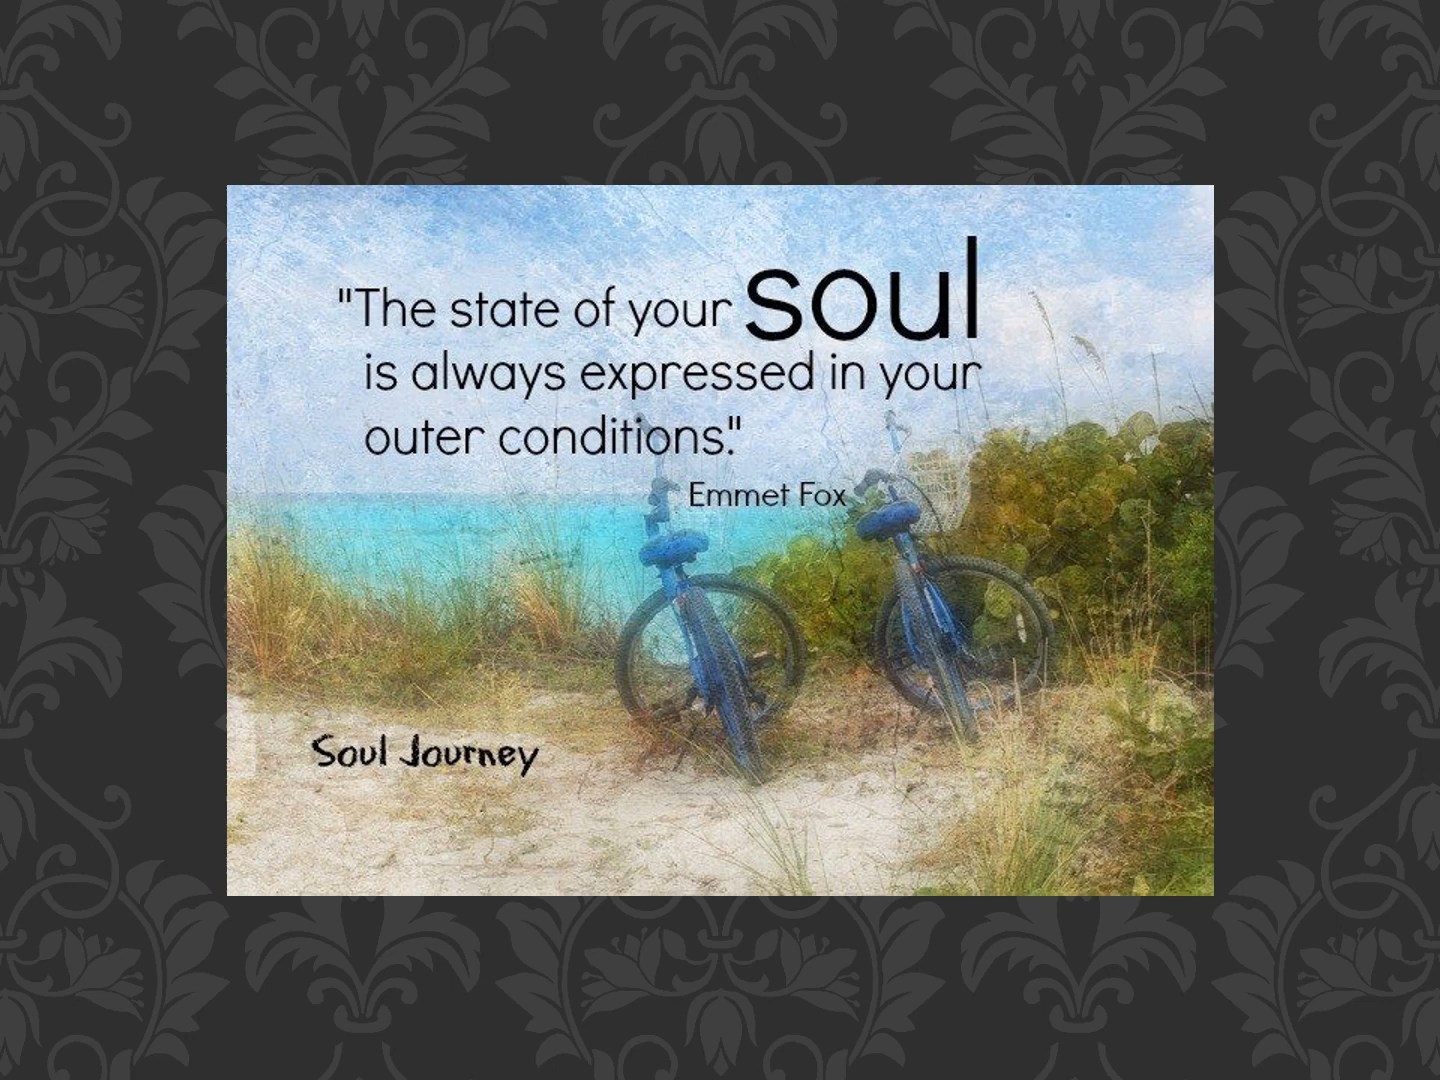 "The state of your soul
is always expressed in your
outer conditions."
Emmet Fox
Soul Journey